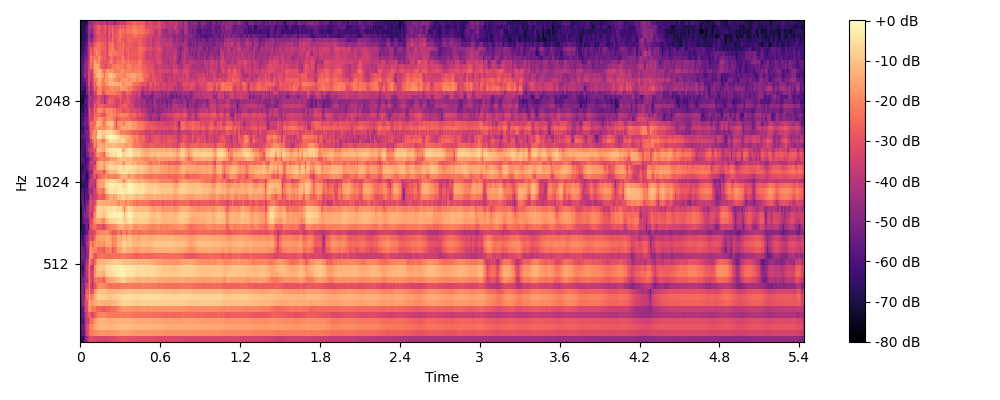 +0 dB
-10 dB
2048
-20 dB
-30 dB
Hz
1024
-40 dB
-50 dB
512
-60 dB
-70 dB
-80 dB
0 0.6 1.2 1.8 2.4 3 3.6 4.2 4.8 5.4
Time